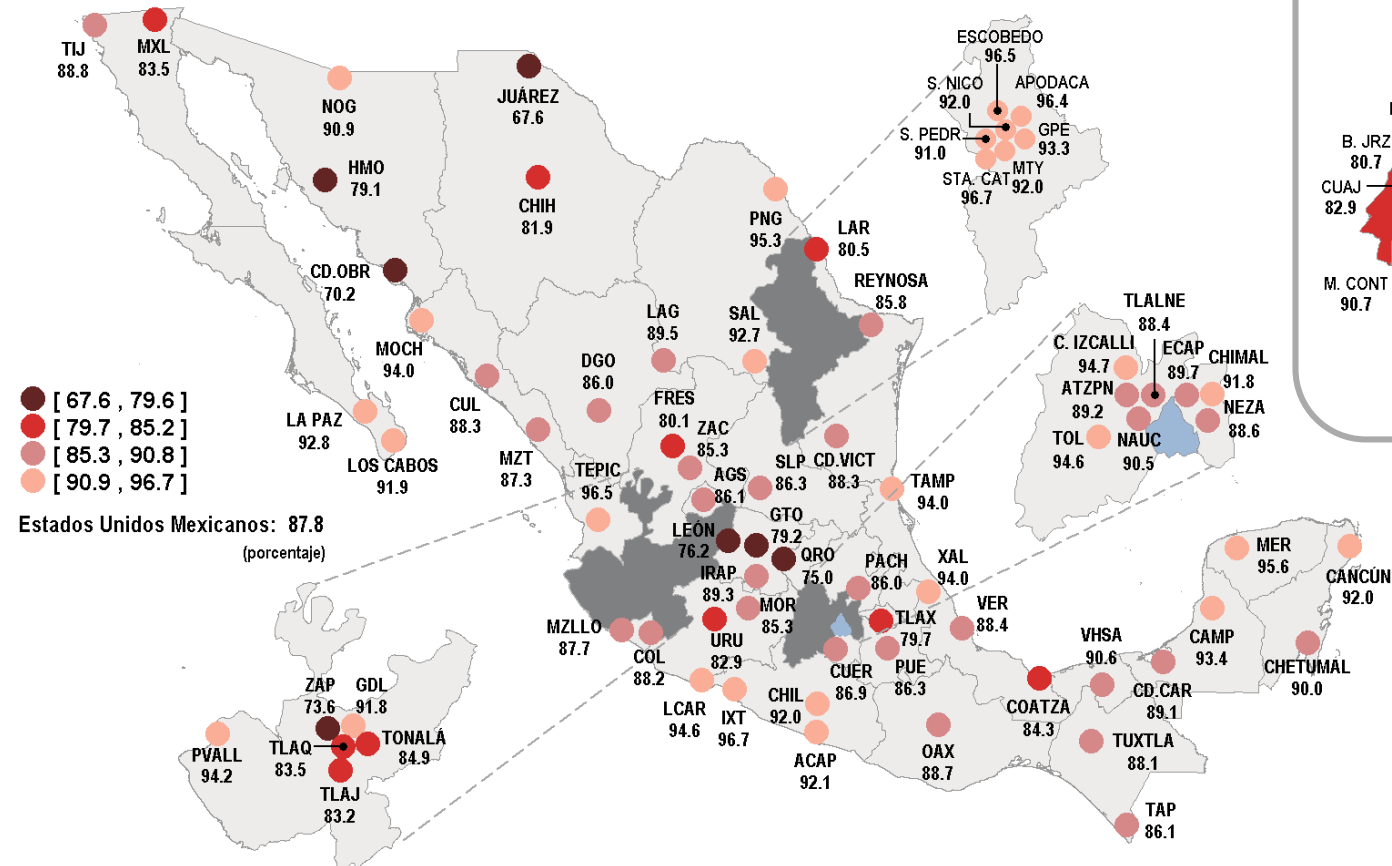 ESCOBEDO
96.5
S. NICO
92.0
APODACA
96.4
S. PEDR
91.0
GPE
93.3
STA. CAT
96.7
MTY
92.0
B. JRZ
80.7
CUAJ
82.9
M. CONT
90.7
TIJ
88.8
MXL
83.5
NOG
90.9
JUÁREZ
67.6
HMO
79.1
CHIH
81.9
PNG
95.3
LAR
80.5
CD.OBR
70.2
REYNOSA
85.8
LAG
89.5
SAL
92.7
MOCH
94.0
DGO
86.0
TLALNE
88.4
C. IZCALLI
94.7
ECAP
89.7
CHIMAL
91.8
ATZPN
89.2
NEZA
88.6
TOL
94.6
NAUC
90.5
[ 67.6 , 79.6 ]
[ 79.7 , 85.2 ]
[ 85.3 , 90.8 ]
[ 90.9 , 96.7 ]
Estados Unidos Mexicanos: 87.8
(porcentaje)
LA PAZ
92.8
LOS CABOS
91.9
CUL
88.3
MZT
87.3
FRES
80.1
ZAC
85.3
AGS
86.1
SLP
86.3
CD.VICT
88.3
TEPIC
96.5
TAMP
94.0
LEÓN
76.2
GTO
79.2
QRO
75.0
IRAP
89.3
PACH
86.0
XAL
94.0
MER
95.6
CANCÚN
92.0
MOR
85.3
TLAX
79.7
VER
88.4
MZLLO
87.7
COL
88.2
URU
82.9
CUER
86.9
PUE
86.3
VHSA
90.6
CAMP
93.4
CHETUMAL
90.0
CD.CAR
89.1
LCAR
94.6
IXT
96.7
CHIL
92.0
ACAP
92.1
COATZA
84.3
OAX
88.7
TUXTLA
88.1
TAP
86.1
ZAP
73.6
GDL
91.8
PVALL
94.2
TLAQ
83.5
TONALÁ
84.9
TLAJ
83.2